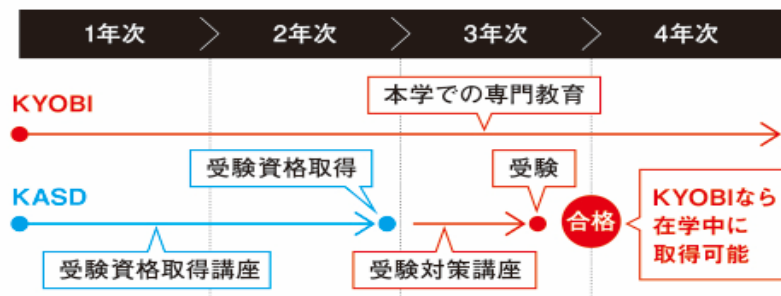 1年次 2年次 3年次 4年次
本学での専門教育
KYOBI
受験資格取得
受験
KASD
合格
KYOBIなら
在学中に
取得可能
受験資格取得講座
受験対策講座